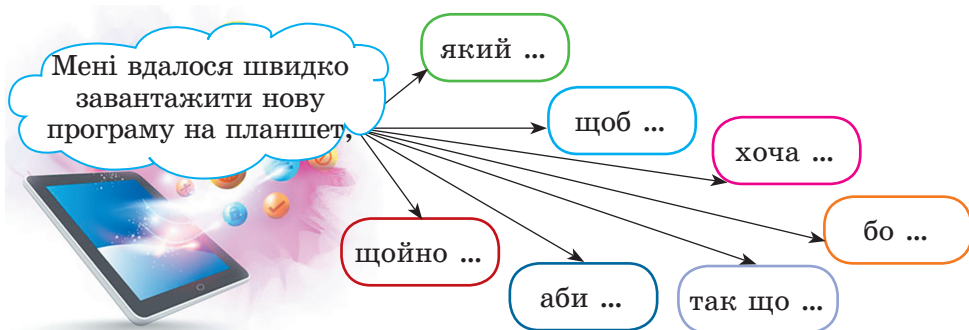 Мені вдалося швидко
завантажити нову
програму на планшет,
який ...
щоб ...
хоча ...
бо ...
так що ...
аби ...
щойно ...